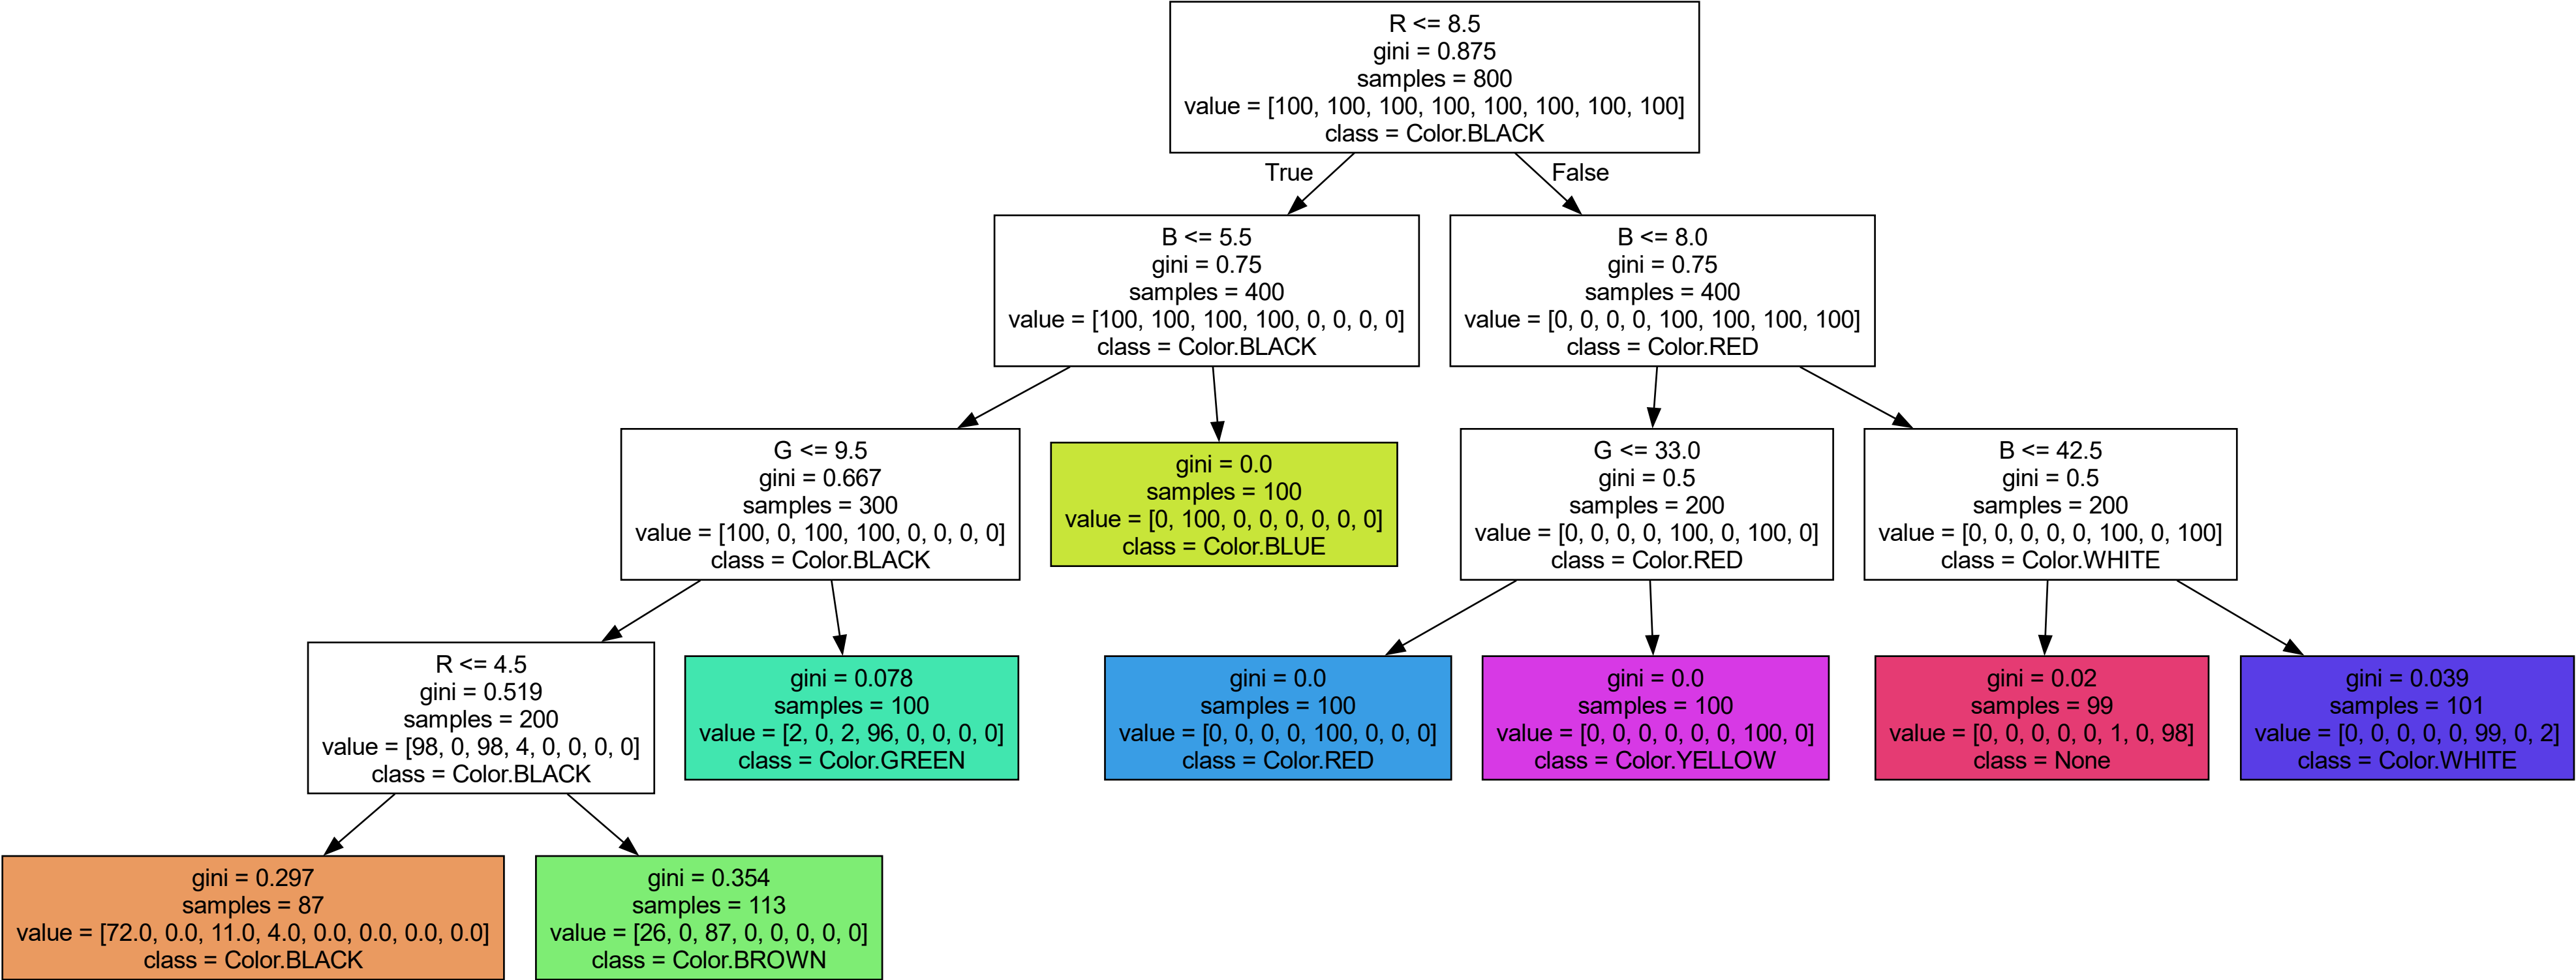 R <= 8.5
gini = 0.875
samples = 800
value = [100, 100, 100, 100, 100, 100, 100, 100]
class = Color.BLACK
True
False
B <= 5.5
gini = 0.75
samples = 400
value = [100, 100, 100, 100, 0, 0, 0, 0]
class = Color.BLACK
B <= 8.0
gini = 0.75
samples = 400
value = [0, 0, 0, 0, 100, 100, 100, 100]
class = Color.RED
G <= 9.5
gini = 0.667
samples = 300
value = [100, 0, 100, 100, 0, 0, 0, 0]
class = Color.BLACK
gini = 0.0
samples = 100
value = [0, 100, 0, 0, 0, 0, 0, 0]
class = Color.BLUE
G <= 33.0
gini = 0.5
samples = 200
value = [0, 0, 0, 0, 100, 0, 100, 0]
class = Color.RED
B <= 42.5
gini = 0.5
samples = 200
value = [0, 0, 0, 0, 0, 100, 0, 100]
class = Color.WHITE
R <= 4.5
gini = 0.519
samples = 200
value = [98, 0, 98, 4, 0, 0, 0, 0]
class = Color.BLACK
gini = 0.078
samples = 100
value = [2, 0, 2, 96, 0, 0, 0, 0]
class = Color.GREEN
gini = 0.0
samples = 100
value = [0, 0, 0, 0, 100, 0, 0, 0]
class = Color.RED
gini = 0.0
samples = 100
value = [0, 0, 0, 0, 0, 0, 100, 0]
class = Color.YELLOW
gini = 0.02
samples = 99
value = [0, 0, 0, 0, 0, 1, 0, 98]
class = None
gini = 0.039
samples = 101
value = [0, 0, 0, 0, 0, 99, 0, 2]
class = Color.WHITE
gini = 0.297
samples = 87
value = [72.0, 0.0, 11.0, 4.0, 0.0, 0.0, 0.0, 0.0]
class = Color.BLACK
gini = 0.354
samples = 113
value = [26, 0, 87, 0, 0, 0, 0, 0]
class = Color.BROWN